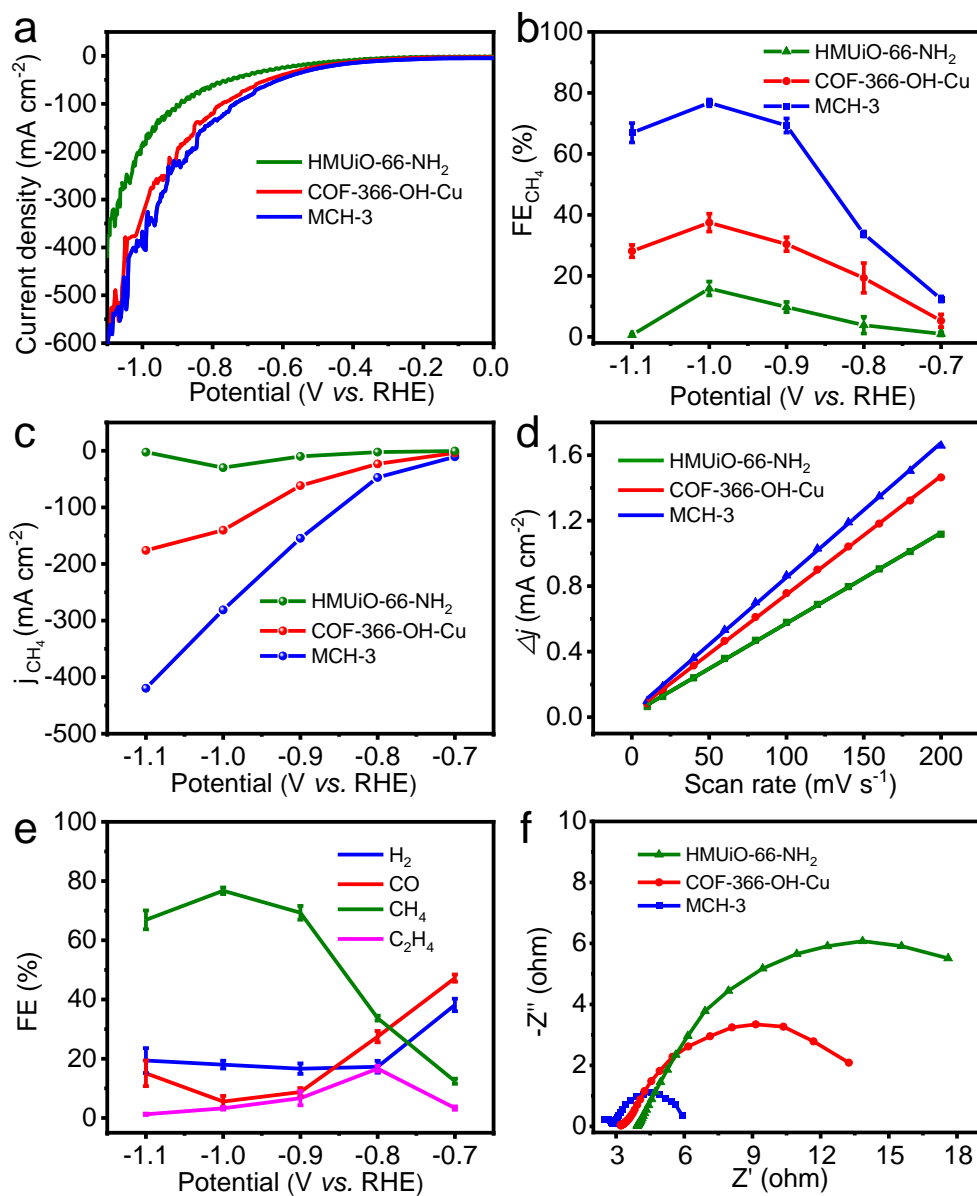 a
0
-100
-200
-300
-400
-500
-600
Current density (mA cm⁻²)
HMUiO-66-NH₂
COF-366-OH-Cu
MCH-3
-1.0 -0.8 -0.6 -0.4 -0.2 0.0
Potential (V vs. RHE)
b
100
80
60
40
20
0
FE_CH₄ (%)
HMUiO-66-NH₂
COF-366-OH-Cu
MCH-3
-1.1 -1.0 -0.9 -0.8 -0.7
Potential (V vs. RHE)
c
0
-100
-200
-300
-400
-500
j_CH₄ (mA cm⁻²)
HMUiO-66-NH₂
COF-366-OH-Cu
MCH-3
-1.1 -1.0 -0.9 -0.8 -0.7
Potential (V vs. RHE)
d
1.6
1.2
0.8
0.4
0.0
Δj (mA cm⁻²)
HMUiO-66-NH₂
COF-366-OH-Cu
MCH-3
0 50 100 150 200
Scan rate (mV s⁻¹)
e
100
80
60
40
20
0
FE (%)
H₂
CO
CH₄
C₂H₄
-1.1 -1.0 -0.9 -0.8 -0.7
Potential (V vs. RHE)
f
10
8
6
4
2
0
-Z" (ohm)
HMUiO-66-NH₂
COF-366-OH-Cu
MCH-3
3 6 9 12 15 18
Z' (ohm)